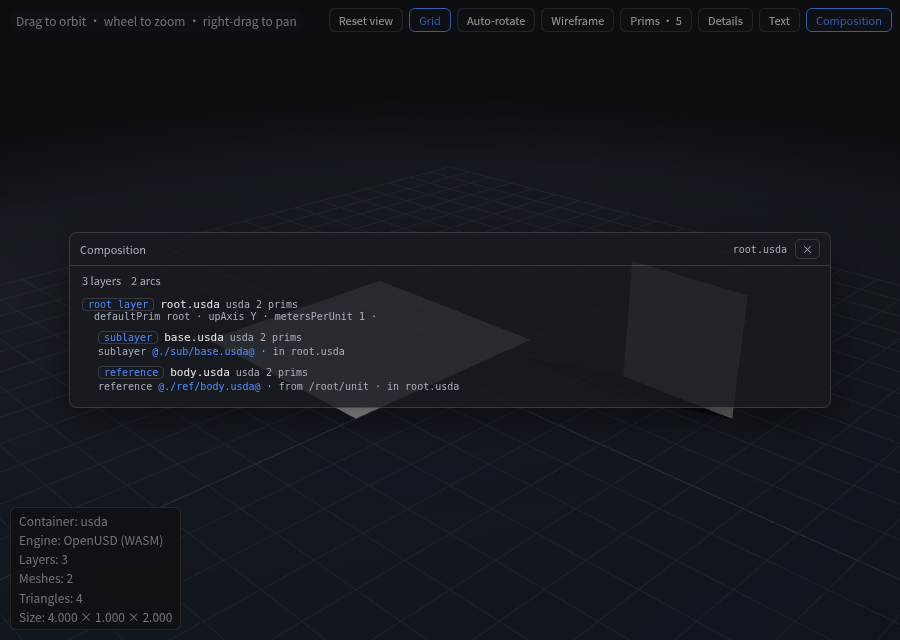 Drag to orbit • wheel to zoom • right-drag to pan
Reset view
Grid
Auto-rotate
Wireframe
Prims • 5
Details
Text
Composition
Composition
root.usda
×
3 layers 2 arcs
root layer root.usda usda 2 prims
defaultPrim root · upAxis Y · metersPerUnit 1 ·
sublayer base.usda usda 2 prims
sublayer @./sub/base.usda@ · in root.usda
reference body.usda usda 2 prims
reference @./ref/body.usda@ · from /root/unit · in root.usda
Container: usda
Engine: OpenUSD (WASM)
Layers: 3
Meshes: 2
Triangles: 4
Size: 4.000 × 1.000 × 2.000